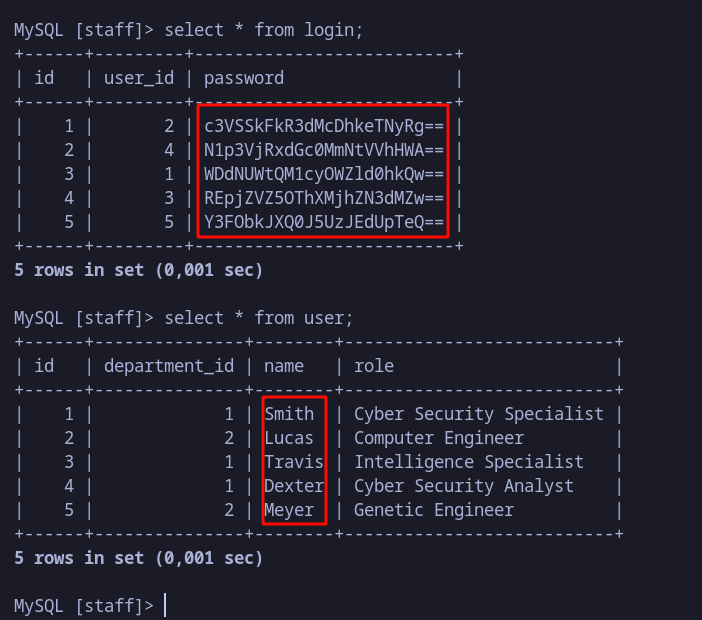 MySQL [staff]> select * from login;
+------+---------+--------------------------+
| id   | user_id | password                 |
+------+---------+--------------------------+
|    1 |       2 | c3VSSkFkR3dMcDhkeTNyRg== |
|    2 |       4 | N1p3VjRxdGc0MmNtVVhHWA== |
|    3 |       1 | WDdNUWtQM1cyOWZld0hkQw== |
|    4 |       3 | REpjZVZ5OThXMjhZN3dMZw== |
|    5 |       5 | Y3FObkJXQ0J5UzJEdUpTeQ== |
+------+---------+--------------------------+
5 rows in set (0,001 sec)
MySQL [staff]> select * from user;
+------+---------------+--------+---------------------------+
| id   | department_id | name   | role                      |
+------+---------------+--------+---------------------------+
|    1 |             1 | Smith  | Cyber Security Specialist |
|    2 |             2 | Lucas  | Computer Engineer         |
|    3 |             1 | Travis | Intelligence Specialist   |
|    4 |             1 | Dexter | Cyber Security Analyst    |
|    5 |             2 | Meyer  | Genetic Engineer          |
+------+---------------+--------+---------------------------+
5 rows in set (0,001 sec)
MySQL [staff]>